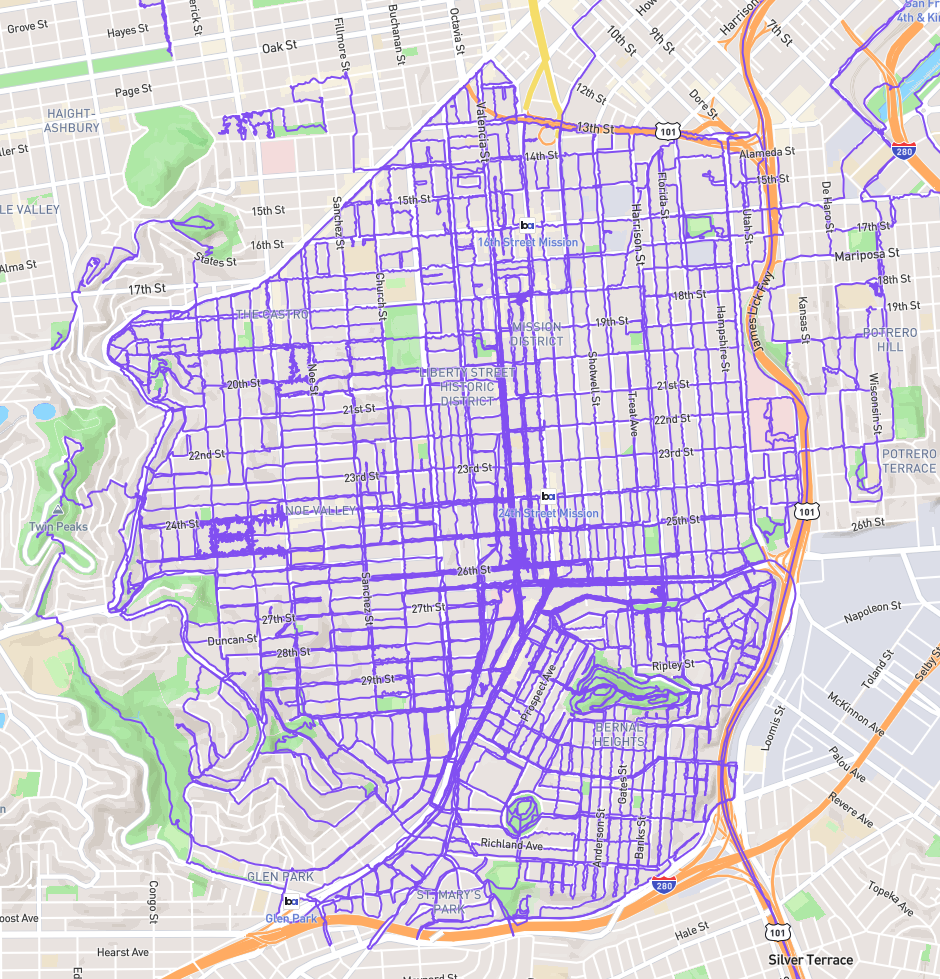 Grove St
Hayes St
Fillmore St
Buchanan St
Octavia St
10th St
9th St
Harrison
7th St
San Fr
4th & Ki
Oak St
Page St
12th St
Dore St
HAIGHT-
ASHBURY
Valencia St
13th St
101
280
Alameda St
14th St
15th St
Florida St
15th St
15th St
Sanchez St
Harrison St
De Haro St
Utah St
17th St
16th St
16th Street Mission
Mariposa St
States St
Alma St
17th St
Church St
18th St
18th St
19th St
James Lick Fwy
Kansas St
Hampshire St
THE CASTRO
MISSION
DISTRICT
19th St
POTRERO
HILL
Noe St
LIBERTY STREET
HISTORIC
DISTRICT
20th St
21st St
Shotwell St
Treat Ave
21st St
22nd St
Wisconsin St
22nd St
23rd St
23rd St
23rd St
POTRERO
TERRACE
NOE VALLEY
24th Street Mission
24th St
25th St
101
26th St
Twin Peaks
26th St
Sanchez St
27th St
27th St
Napoleon St
Duncan St
28th St
29th St
Ripley St
Prospect Ave
Toland St
Selby St
McKinnon Ave
Loomis St
BERNAL
HEIGHTS
Palou Ave
Gates St
Revere Ave
Anderson St
Banks St
Richland Ave
GLEN PARK
280
Congo St
Glen Park
ST. MARY'S
PARK
Topeka Ave
Hale St
101
Hearst Ave
Silver Terrace